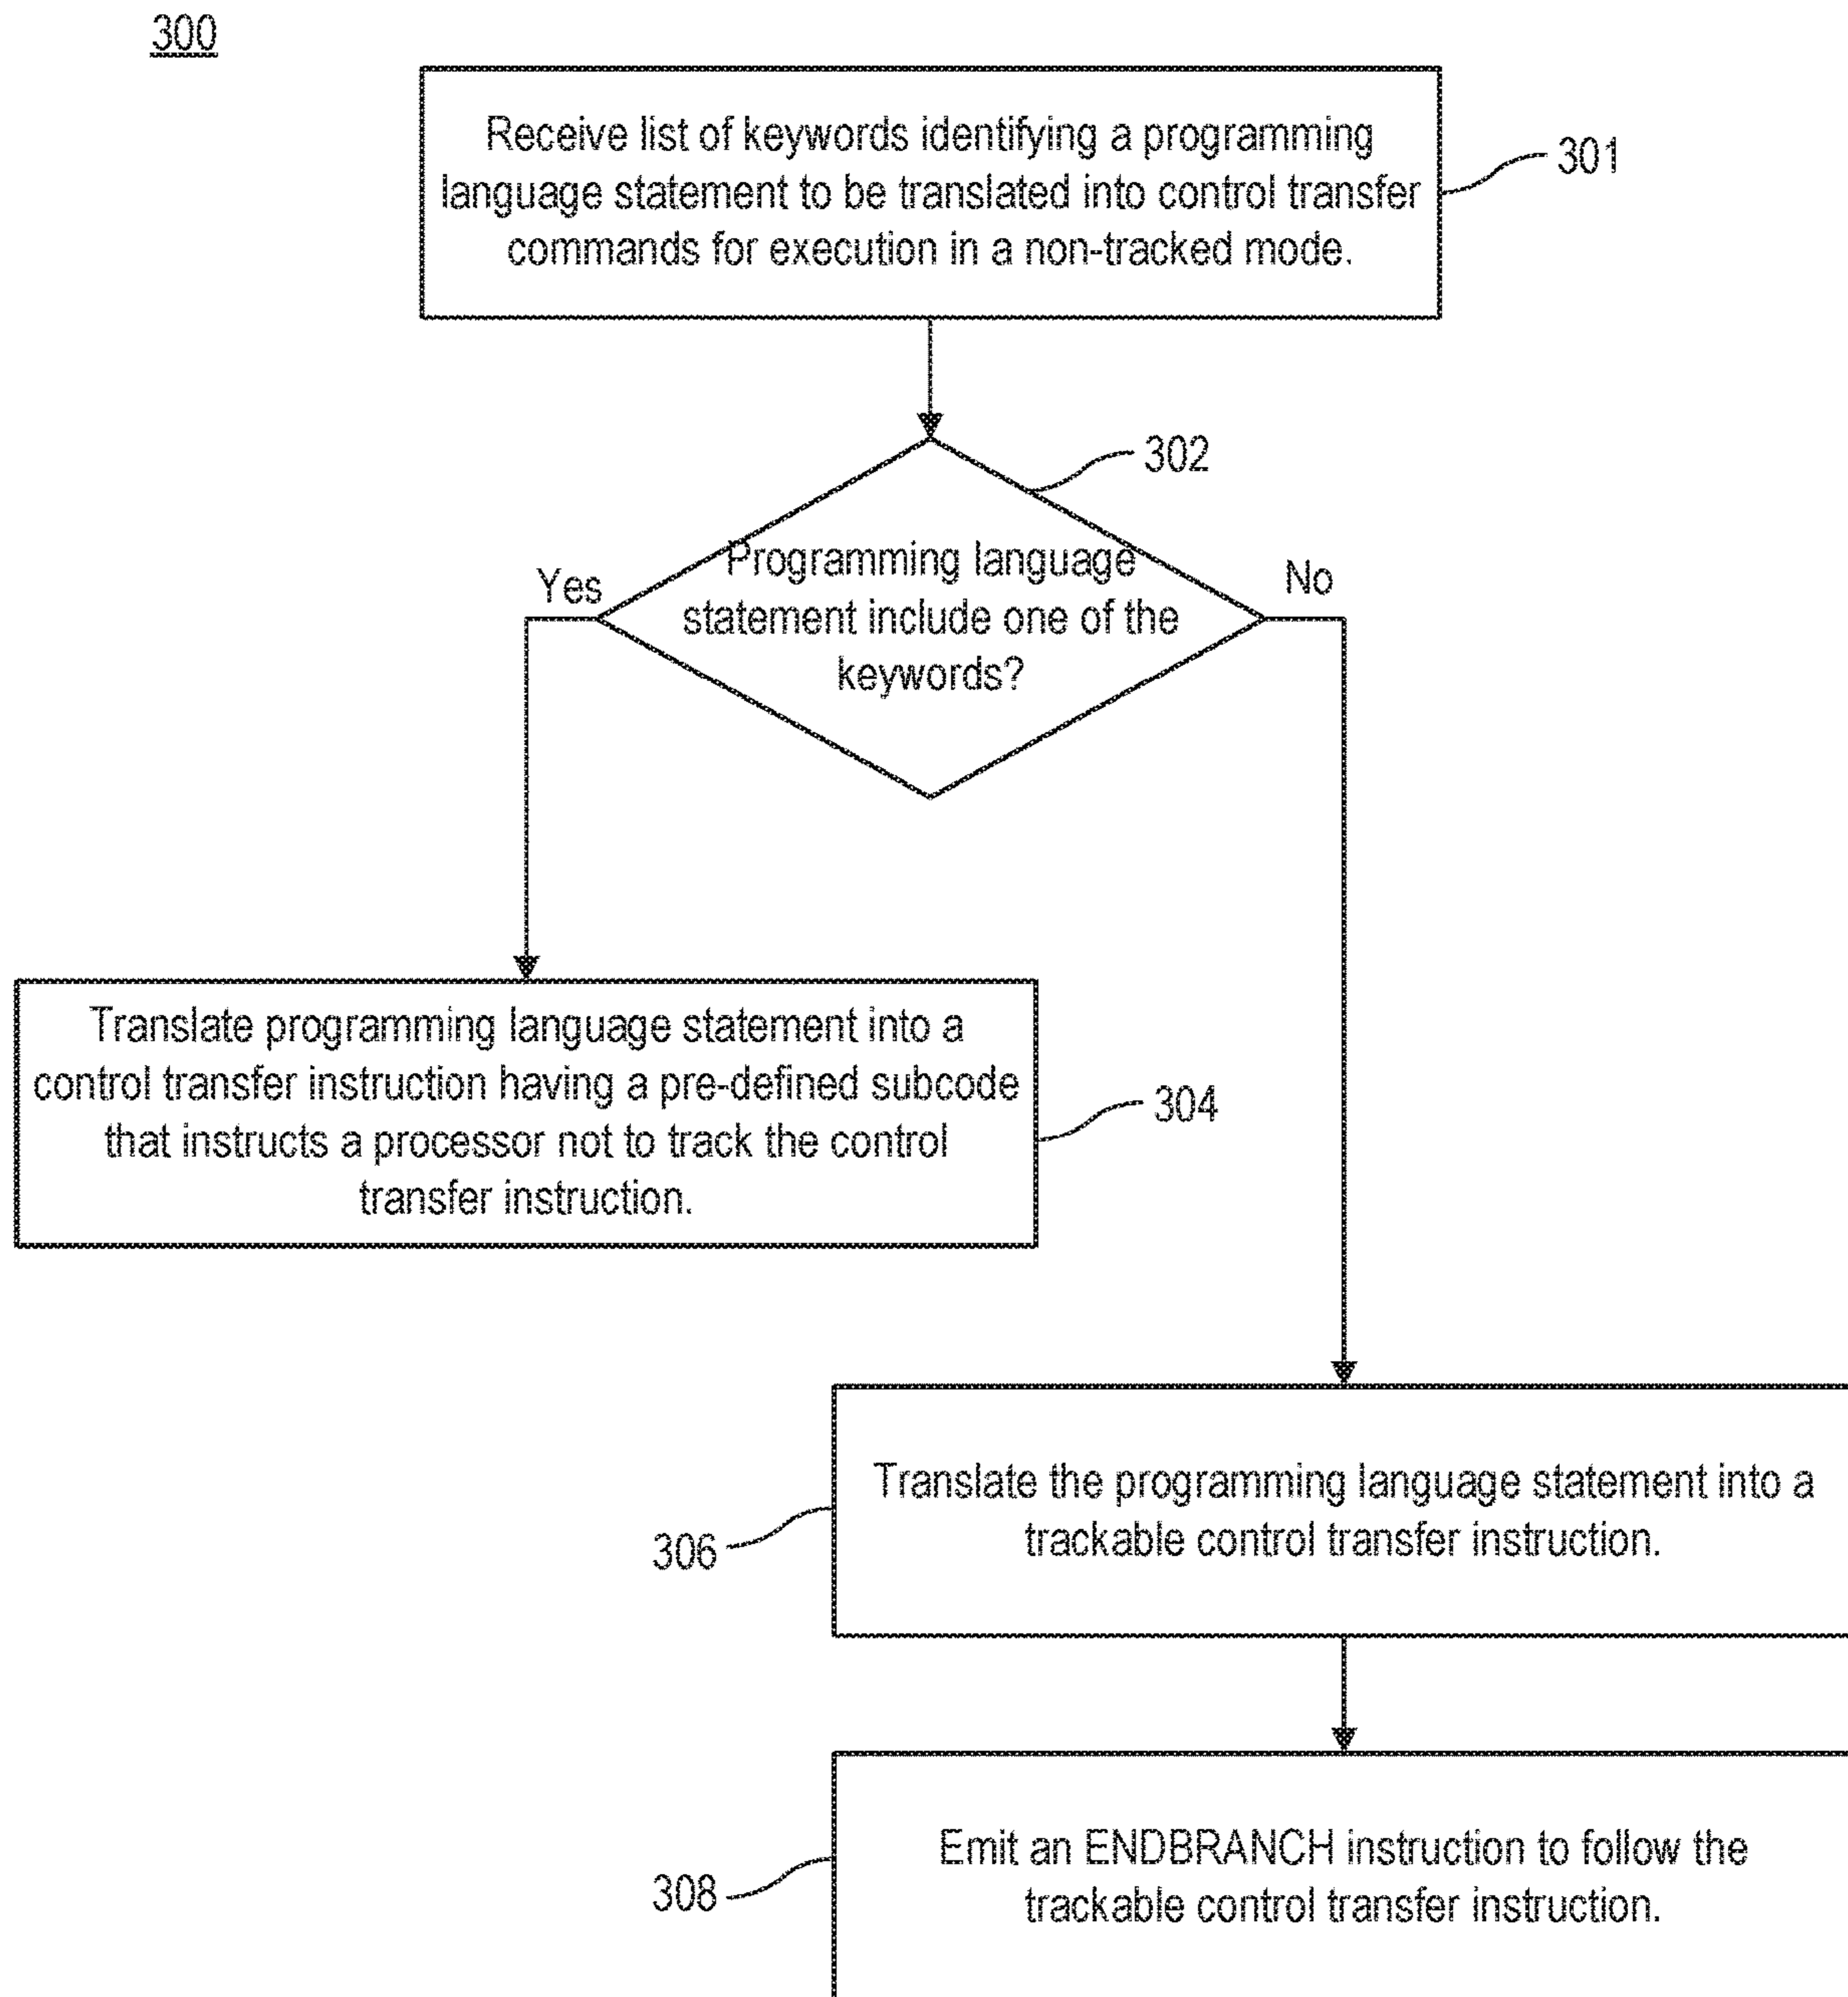 300
Receive list of keywords identifying a programming
language statement to be translated into control transfer
commands for execution in a non-tracked mode.
301
302
Programming language
statement include one of the
keywords?
Yes
No
Translate programming language statement into a
control transfer instruction having a pre-defined subcode
that instructs a processor not to track the control
transfer instruction.
304
Translate the programming language statement into a
trackable control transfer instruction.
306
Emit an ENDBRANCH instruction to follow the
trackable control transfer instruction.
308